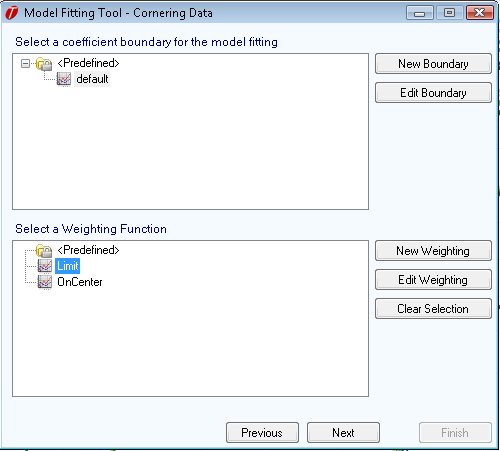 Model Fitting Tool - Cornering Data
Select a coefficient boundary for the model fitting
<Predefined>
default
New Boundary
Edit Boundary
Select a Weighting Function
<Predefined>
Limit
OnCenter
New Weighting
Edit Weighting
Clear Selection
Previous
Next
Finish